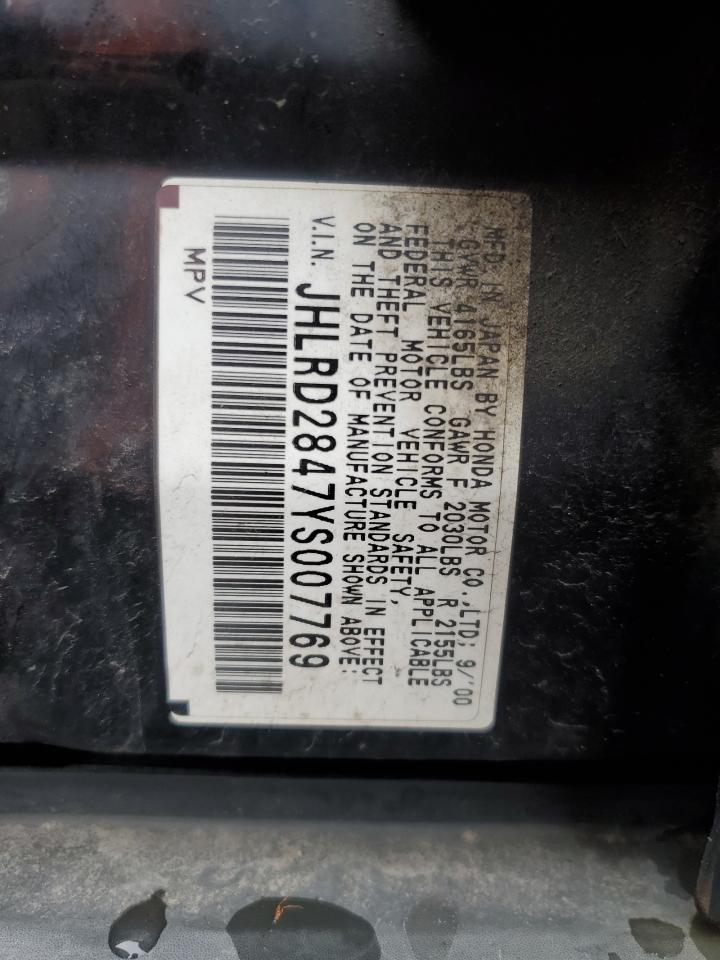 MFD. IN JAPAN BY HONDA MOTOR CO.,LTD; 9/'00
GVWR 4165LBS GAWR F 2030LBS R 2155LBS
THIS VEHICLE CONFORMS TO ALL APPLICABLE
FEDERAL MOTOR VEHICLE SAFETY,
AND THEFT PREVENTION STANDARDS IN EFFECT
ON THE DATE OF MANUFACTURE SHOWN ABOVE:
V.I.N. JHLRD2847YS007769
MPV